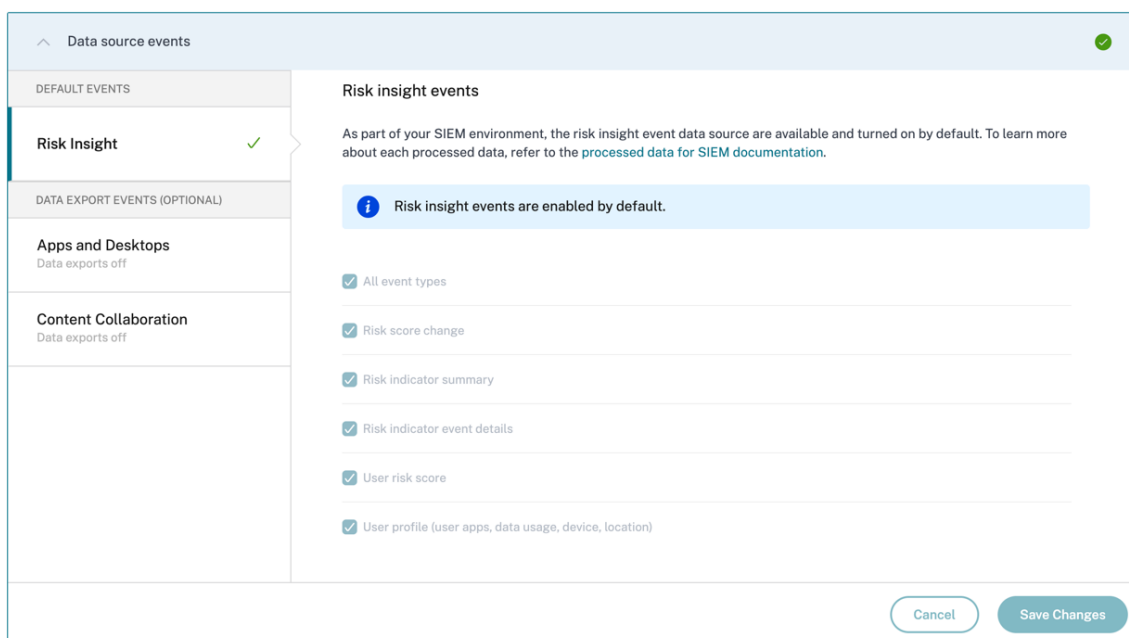 Data source events
DEFAULT EVENTS
Risk Insight
DATA EXPORT EVENTS (OPTIONAL)
Apps and Desktops
Data exports off
Content Collaboration
Data exports off
Risk insight events
As part of your SIEM environment, the risk insight event data source are available and turned on by default. To learn more
about each processed data, refer to the processed data for SIEM documentation.
Risk insight events are enabled by default.
All event types
Risk score change
Risk indicator summary
Risk indicator event details
User risk score
User profile (user apps, data usage, device, location)
Cancel
Save Changes